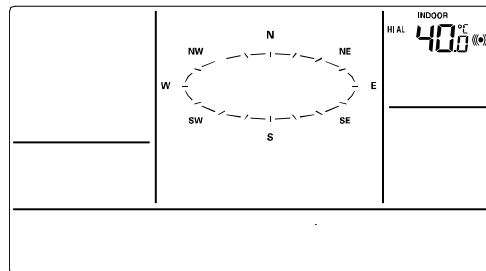 INDOOR
HI AL 40.0 °C
N
NW NE
W E
SW SE
S